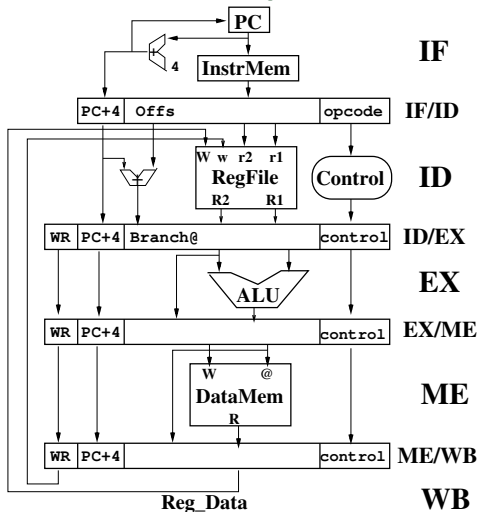 PC
IF
4
InstrMem
PC+4 Offs opcode IF/ID
W w r2 r1
RegFile Control ID
R2 R1
WR PC+4 Branch@ control ID/EX
EX
ALU
WR PC+4 control EX/ME
W @
DataMem ME
R
WR PC+4 control ME/WB
Reg_Data WB